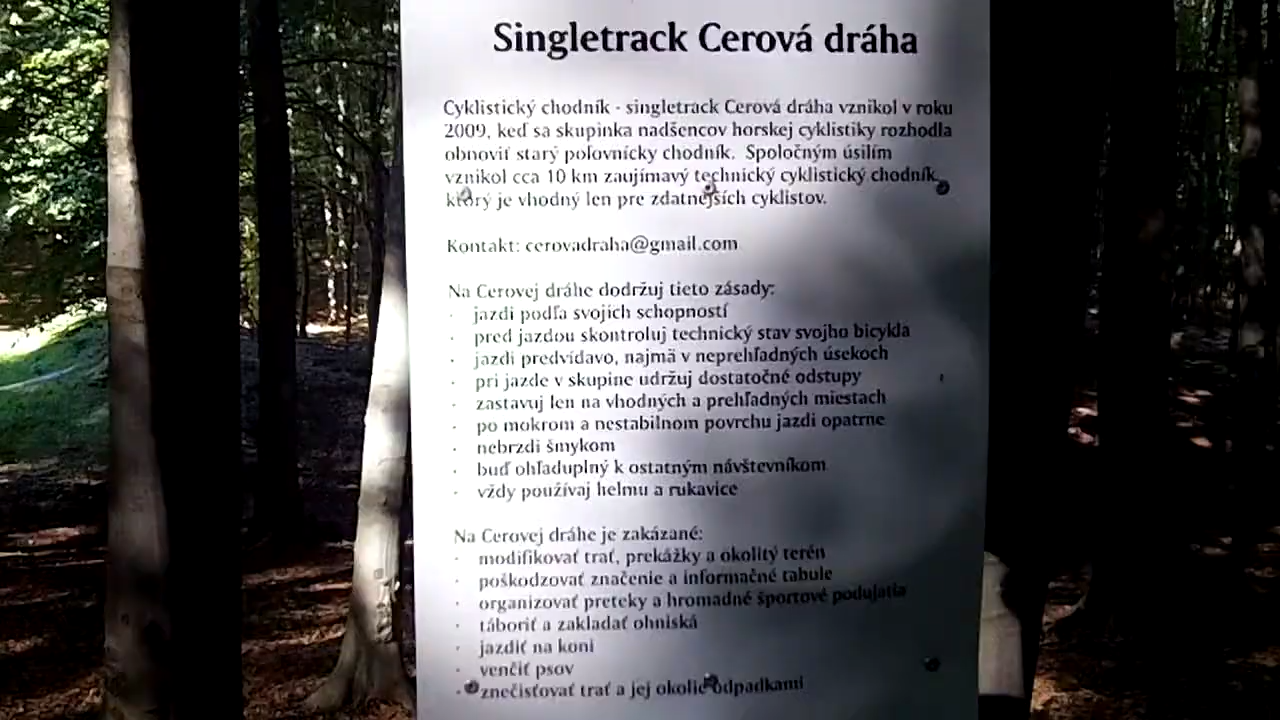 Singletrack Cerová dráha
Cyklistický chodník - singletrack Cerová dráha vznikol v roku
2009, keď sa skupinka nadšencov horskej cyklistiky rozhodla
obnoviť starý poľovnícky chodník. Spoločným úsilím
vznikol cca 10 km zaujímavý technický cyklistický chodník,
ktorý je vhodný len pre zdatnejších cyklistov.
Kontakt: cerovadraha@gmail.com
Na Cerovej dráhe dodržuj tieto zásady:
· jazdi podľa svojich schopností
· pred jazdou skontroluj technický stav svojho bicykla
· jazdi predvídavo, najmä v neprehľadných úsekoch
· pri jazde v skupine udržuj dostatočné odstupy
· zastavuj len na vhodných a prehľadných miestach
· po mokrom a nestabilnom povrchu jazdi opatrne
· nebrzdi šmykom
· buď ohľaduplný k ostatným návštevníkom
· vždy používaj helmu a rukavice
Na Cerovej dráhe je zakázané:
· modifikovať trať, prekážky a okolitý terén
· poškodzovať značenie a informačné tabule
· organizovať preteky a hromadné športové podujatia
· táboriť a zakladať ohniská
· jazdiť na koni
· venčiť psov
· znečisťovať trať a jej okolie odpadkami